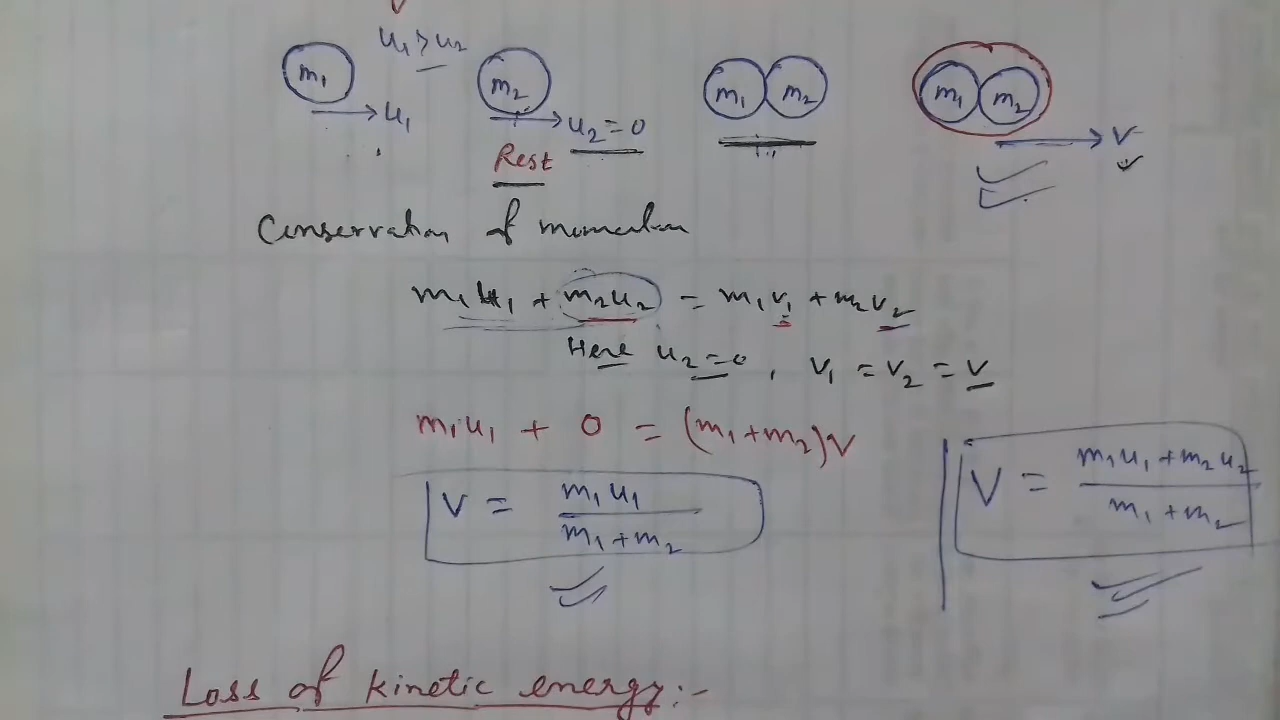 u₁ > u₂
m₁ m₂ m₁ m₂ m₁ m₂
u₁ u₂ = 0 v
Rest
Conservation of momentum
m₁u₁ + m₂u₂ = m₁v₁ + m₂v₂
Here u₂ = 0, v₁ = v₂ = v
m₁u₁ + 0 = (m₁+m₂)v
v = m₁u₁ / m₁+m₂
v = m₁u₁+m₂u₂ / m₁+m₂
Loss of kinetic energy:-